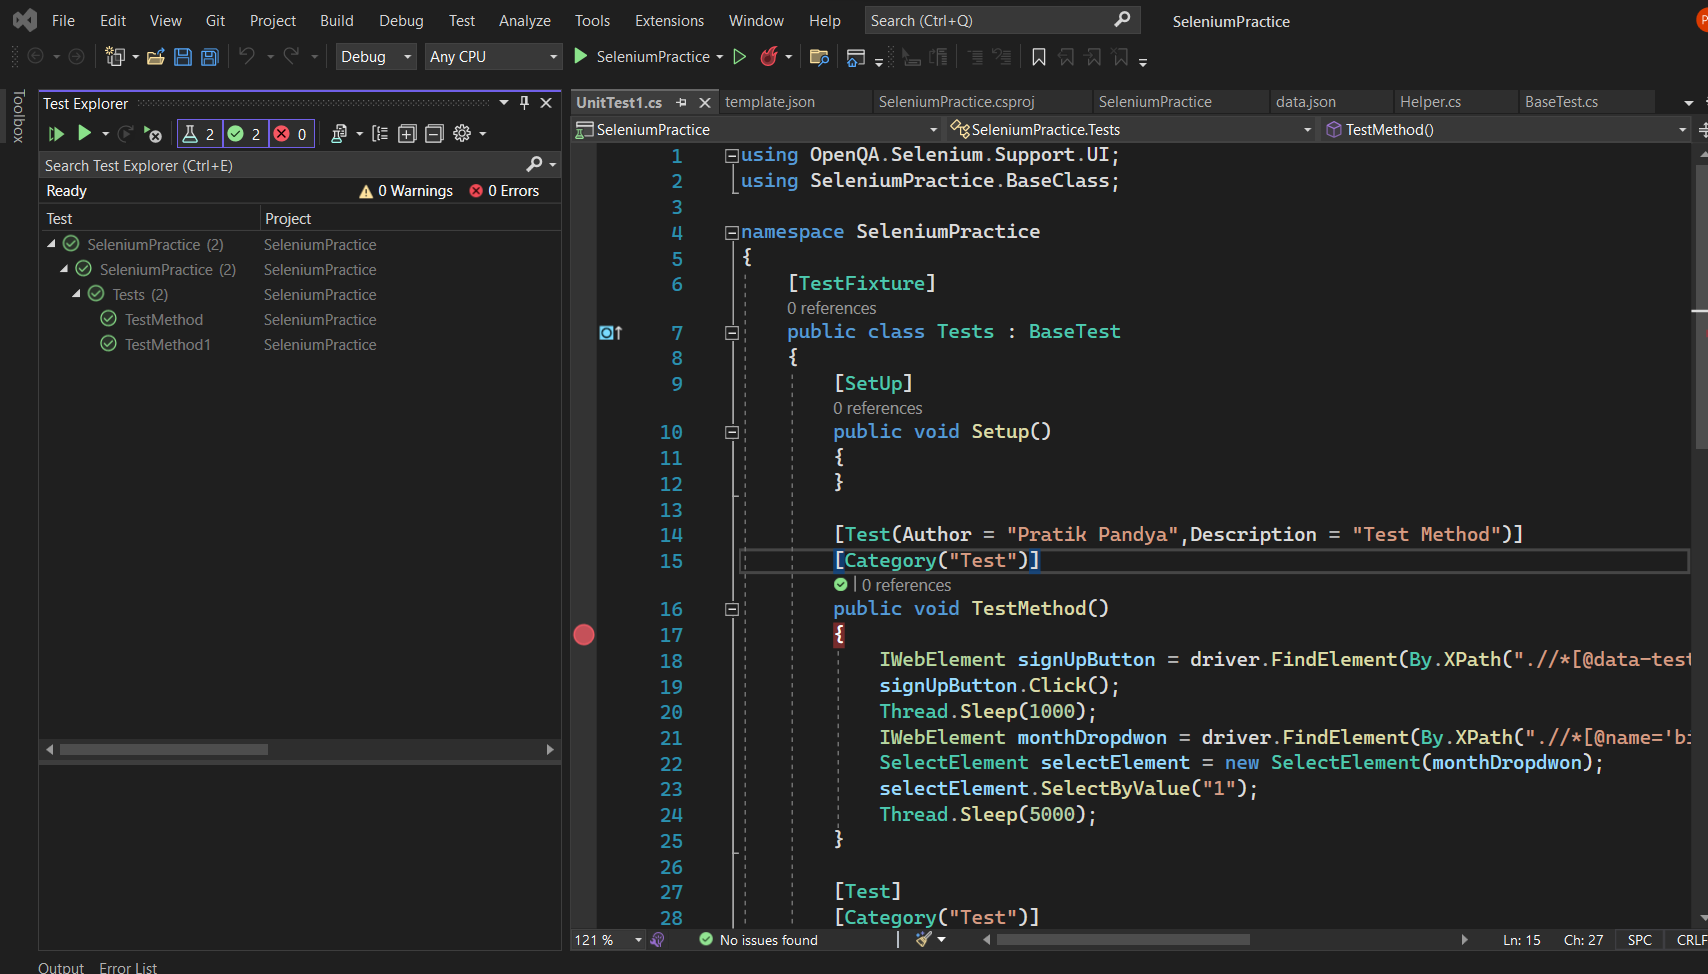 File Edit View Git Project Build Debug Test Analyze Tools Extensions Window Help Search (Ctrl+Q) SeleniumPractice
Debug Any CPU SeleniumPractice
Toolbox
Test Explorer
2 2 0
Search Test Explorer (Ctrl+E)
Ready 0 Warnings 0 Errors
Test Project
SeleniumPractice (2) SeleniumPractice
SeleniumPractice (2) SeleniumPractice
Tests (2) SeleniumPractice
TestMethod SeleniumPractice
TestMethod1 SeleniumPractice
UnitTest1.cs template.json SeleniumPractice.csproj SeleniumPractice data.json Helper.cs BaseTest.cs
SeleniumPractice SeleniumPractice.Tests TestMethod()
1 using OpenQA.Selenium.Support.UI;
2 using SeleniumPractice.BaseClass;
3
4 namespace SeleniumPractice
5 {
6 [TestFixture]
0 references
7 public class Tests : BaseTest
8 {
9 [SetUp]
0 references
10 public void Setup()
11 {
12 }
13
14 [Test(Author = "Pratik Pandya",Description = "Test Method")]
15 [Category("Test")]
| 0 references
16 public void TestMethod()
17 {
18 IWebElement signUpButton = driver.FindElement(By.XPath(".//*[@data-test
19 signUpButton.Click();
20 Thread.Sleep(1000);
21 IWebElement monthDropdwon = driver.FindElement(By.XPath(".//*[@name='bi
22 SelectElement selectElement = new SelectElement(monthDropdwon);
23 selectElement.SelectByValue("1");
24 Thread.Sleep(5000);
25 }
26
27 [Test]
28 [Category("Test")]
121 % No issues found Ln: 15 Ch: 27 SPC CRLF
Output Error List